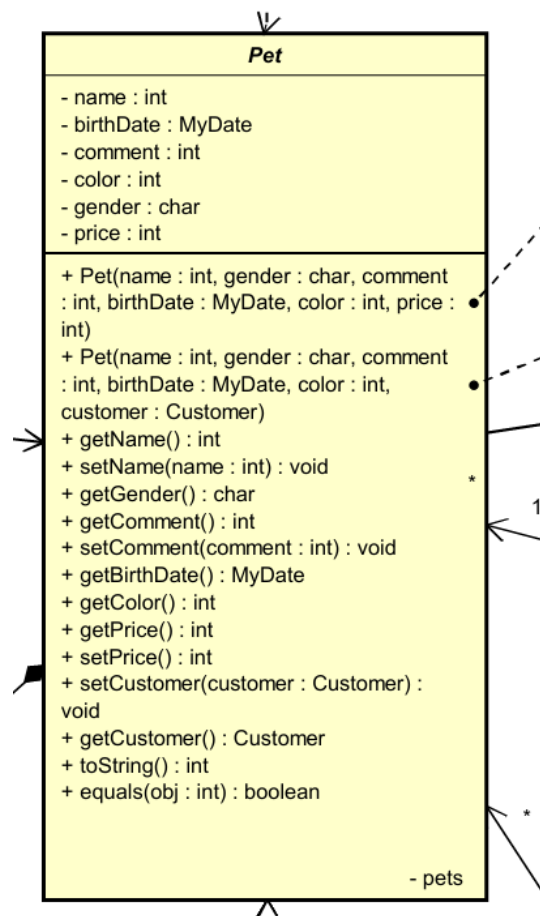 Pet
- name : int
- birthDate : MyDate
- comment : int
- color : int
- gender : char
- price : int
+ Pet(name : int, gender : char, comment
: int, birthDate : MyDate, color : int, price :
int)
+ Pet(name : int, gender : char, comment
: int, birthDate : MyDate, color : int,
customer : Customer)
+ getName() : int
+ setName(name : int) : void
*
+ getGender() : char
+ getComment() : int
1
+ setComment(comment : int) : void
+ getBirthDate() : MyDate
+ getColor() : int
+ getPrice() : int
+ setPrice() : int
+ setCustomer(customer : Customer) :
void
+ getCustomer() : Customer
+ toString() : int
+ equals(obj : int) : boolean
*
- pets